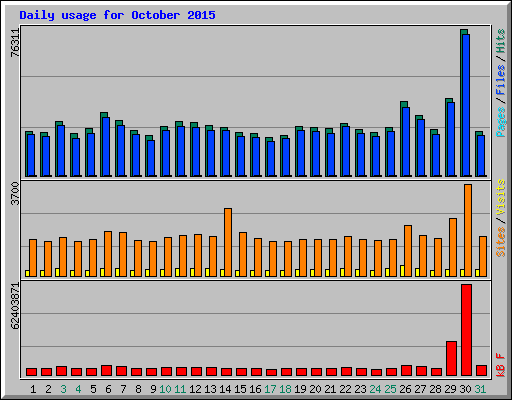 Daily usage for October 2015
76311
Pages / Files / Hits
3700
Sites / Visits
62403871
kB F
1 2 3 4 5 6 7 8 9 10 11 12 13 14 15 16 17 18 19 20 21 22 23 24 25 26 27 28 29 30 31